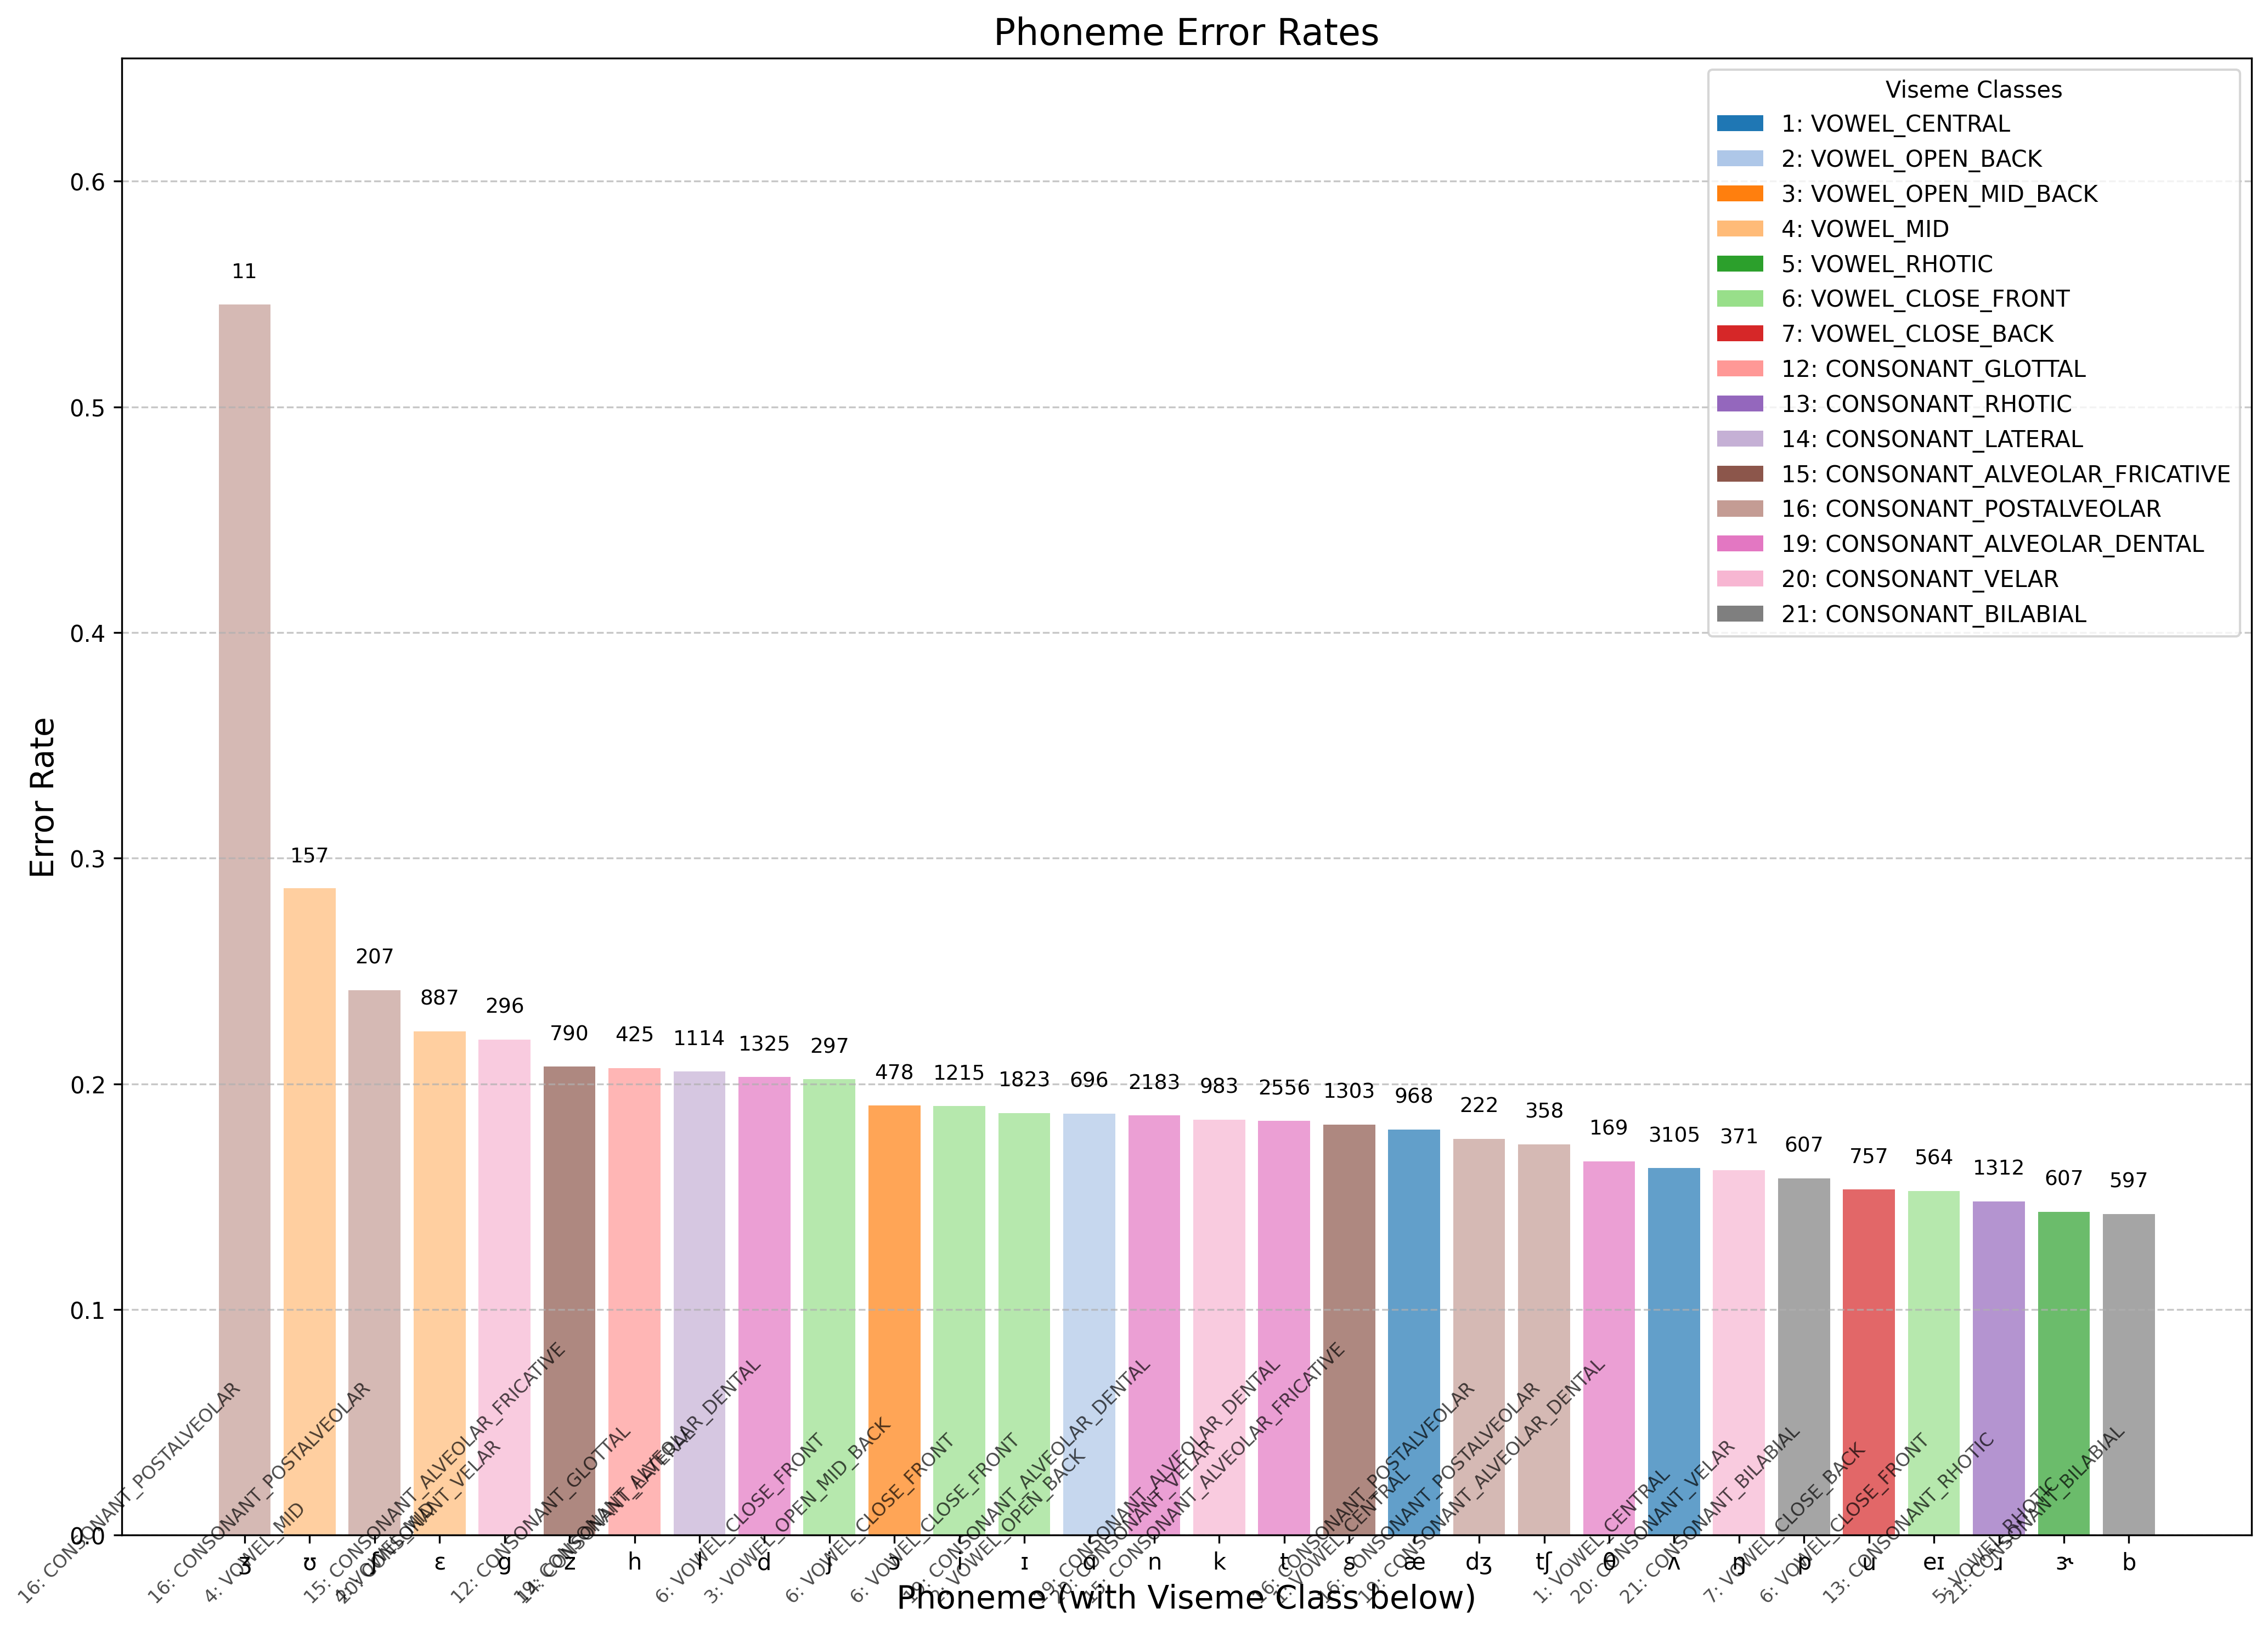 Phoneme Error Rates
Error Rate
0.6
0.5
0.4
0.3
0.2
0.1
0.0
Viseme Classes
1: VOWEL_CENTRAL
2: VOWEL_OPEN_BACK
3: VOWEL_OPEN_MID_BACK
4: VOWEL_MID
5: VOWEL_RHOTIC
6: VOWEL_CLOSE_FRONT
7: VOWEL_CLOSE_BACK
12: CONSONANT_GLOTTAL
13: CONSONANT_RHOTIC
14: CONSONANT_LATERAL
15: CONSONANT_ALVEOLAR_FRICATIVE
16: CONSONANT_POSTALVEOLAR
19: CONSONANT_ALVEOLAR_DENTAL
20: CONSONANT_VELAR
21: CONSONANT_BILABIAL
11
157
207
887
296
790
425
1114
1325
297
478
1215
1823
696
2183
983
2556
1303
968
222
358
169
3105
371
607
757
564
1312
607
597
16: CONSONANT_POSTALVEOLAR
4: VOWEL_MID
16: CONSONANT_POSTALVEOLAR
4: VOWEL_MID
20: CONSONANT_VELAR
15: CONSONANT_ALVEOLAR_FRICATIVE
12: CONSONANT_GLOTTAL
14: CONSONANT_LATERAL
19: CONSONANT_ALVEOLAR_DENTAL
6: VOWEL_CLOSE_FRONT
3: VOWEL_OPEN_MID_BACK
6: VOWEL_CLOSE_FRONT
6: VOWEL_CLOSE_FRONT
2: VOWEL_OPEN_BACK
19: CONSONANT_ALVEOLAR_DENTAL
20: CONSONANT_VELAR
19: CONSONANT_ALVEOLAR_DENTAL
15: CONSONANT_ALVEOLAR_FRICATIVE
1: VOWEL_CENTRAL
16: CONSONANT_POSTALVEOLAR
16: CONSONANT_POSTALVEOLAR
19: CONSONANT_ALVEOLAR_DENTAL
1: VOWEL_CENTRAL
20: CONSONANT_VELAR
21: CONSONANT_BILABIAL
7: VOWEL_CLOSE_BACK
6: VOWEL_CLOSE_FRONT
13: CONSONANT_RHOTIC
5: VOWEL_RHOTIC
21: CONSONANT_BILABIAL
ʒ ʊ ʃ ɛ g z h l d j ɔ i ɪ ɑ n k t s æ dʒ tʃ θ ʌ ŋ p u eɪ ɹ ɝ b
Phoneme (with Viseme Class below)